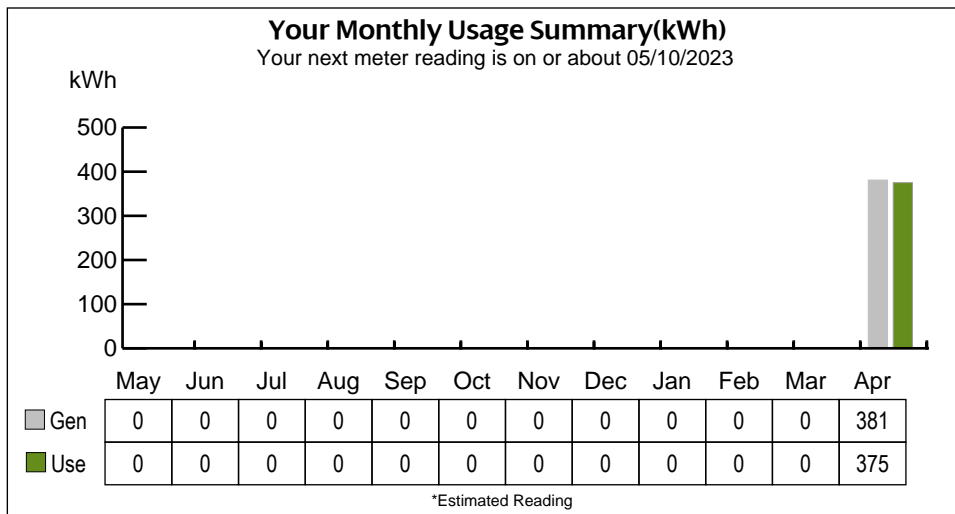 Your Monthly Usage Summary(kWh)
Your next meter reading is on or about 05/10/2023
kWh
500
400
300
200
100
0
May Jun Jul Aug Sep Oct Nov Dec Jan Feb Mar Apr
Gen 0 0 0 0 0 0 0 0 0 0 0 381
Use 0 0 0 0 0 0 0 0 0 0 0 375
*Estimated Reading